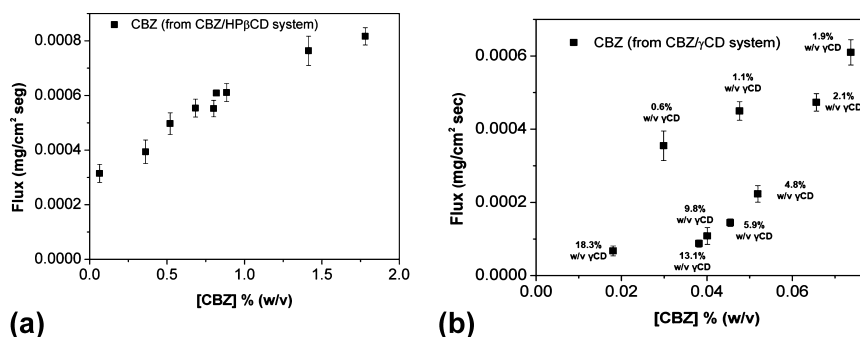 CBZ (from CBZ/HPβCD system)
0.0008
0.0006
0.0004
0.0002
0.0000
Flux (mg/cm² seg)
0.0 0.5 1.0 1.5 2.0
[CBZ] % (w/v)
(a)
CBZ (from CBZ/γCD system)
1.9%
w/v γCD
0.0006
0.0004
0.0002
0.0000
Flux (mg/cm² sec)
0.6%
w/v γCD
1.1%
w/v γCD
2.1%
w/v γCD
4.8%
w/v γCD
9.8%
w/v γCD
5.9%
w/v γCD
18.3%
w/v γCD
13.1%
w/v γCD
0.00 0.02 0.04 0.06
[CBZ] % (w/v)
(b)